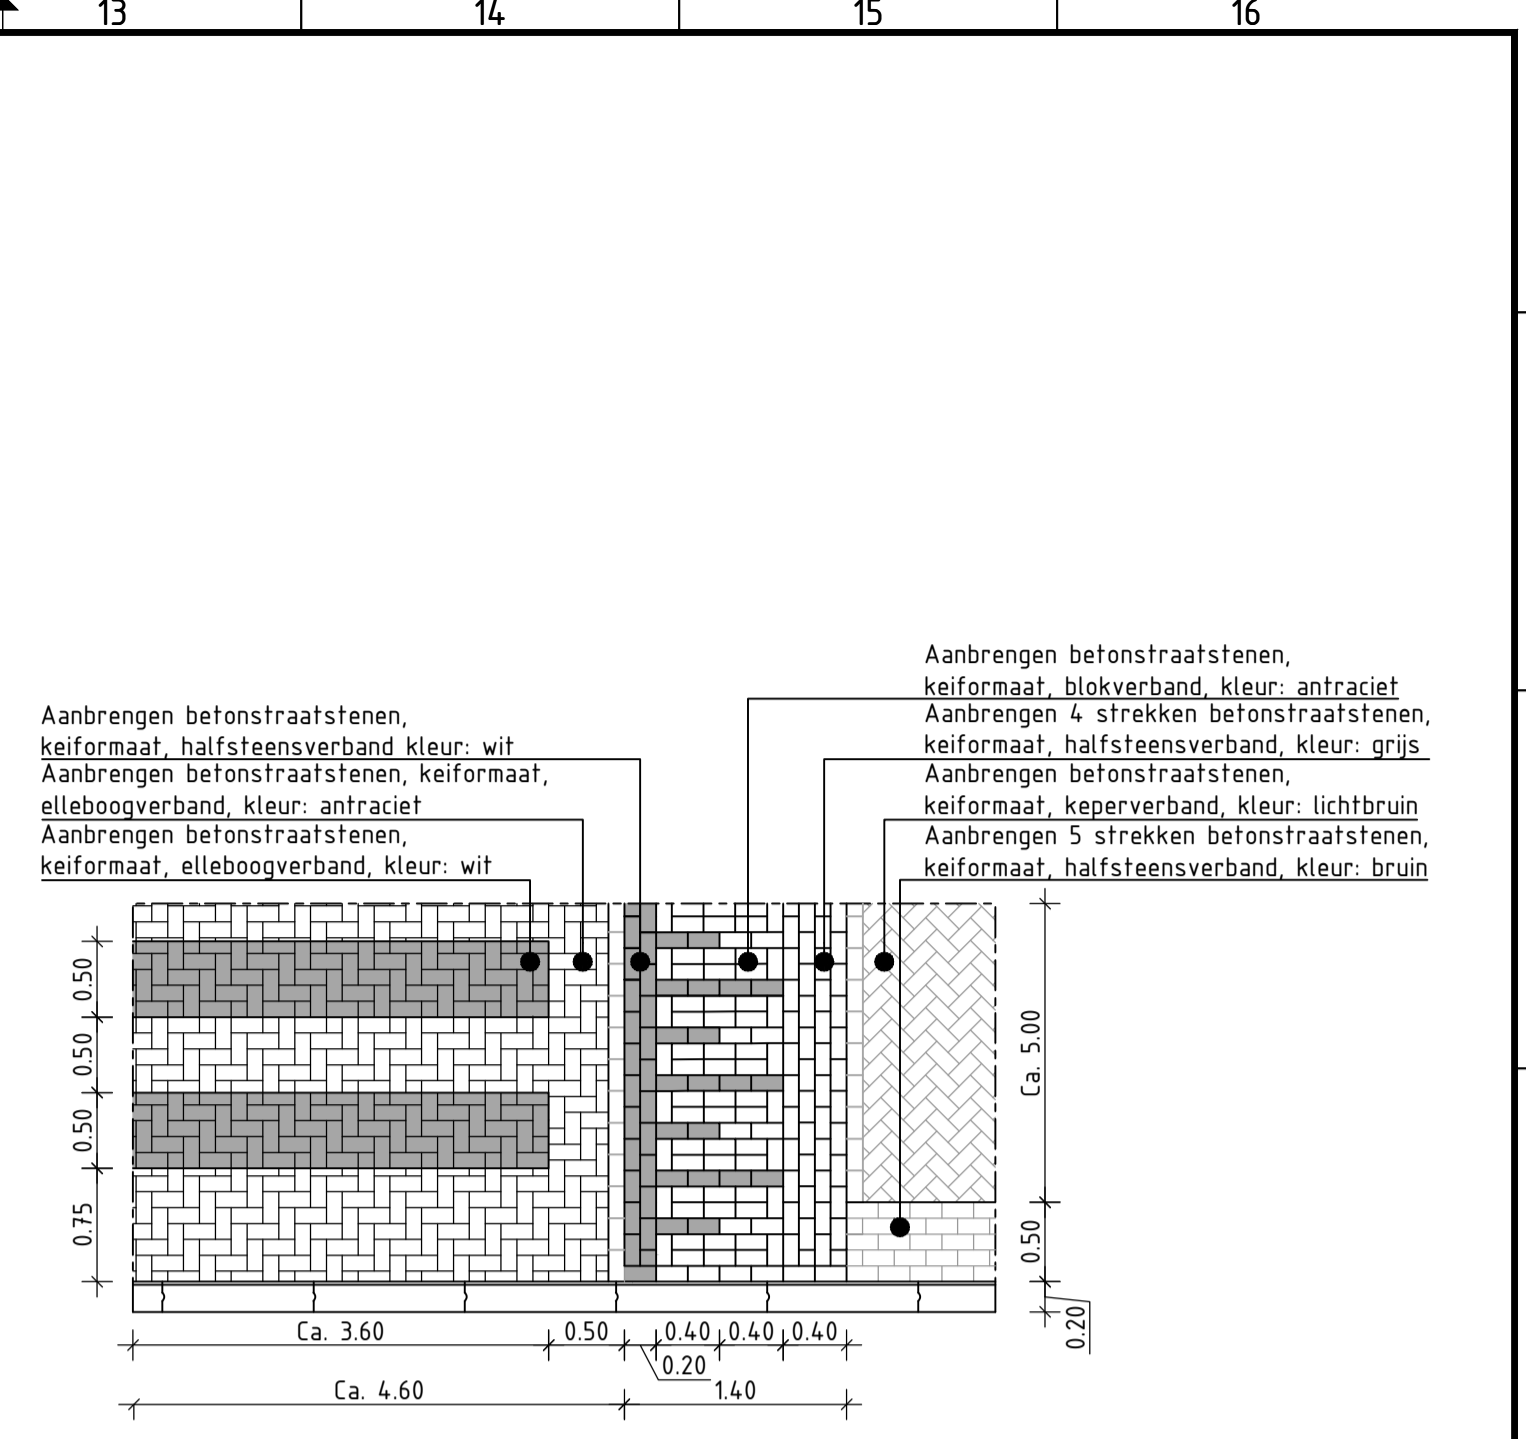 13
14
15
16
Aanbrengen betonstraatstenen,
keiformaat, blokverband, kleur: antraciet
Aanbrengen 4 strekken betonstraatstenen,
keiformaat, halfsteensverband, kleur: grijs
Aanbrengen betonstraatstenen,
keiformaat, keperverband, kleur: lichtbruin
Aanbrengen 5 strekken betonstraatstenen,
keiformaat, halfsteensverband, kleur: bruin
Aanbrengen betonstraatstenen,
keiformaat, halfsteensverband kleur: wit
Aanbrengen betonstraatstenen, keiformaat,
elleboogverband, kleur: antraciet
Aanbrengen betonstraatstenen,
keiformaat, elleboogverband, kleur: wit
0.50
0.50
0.50
0.75
Ca. 5.00
0.50
0.20
Ca. 3.60
0.50
0.40
0.40
0.40
0.20
Ca. 4.60
1.40